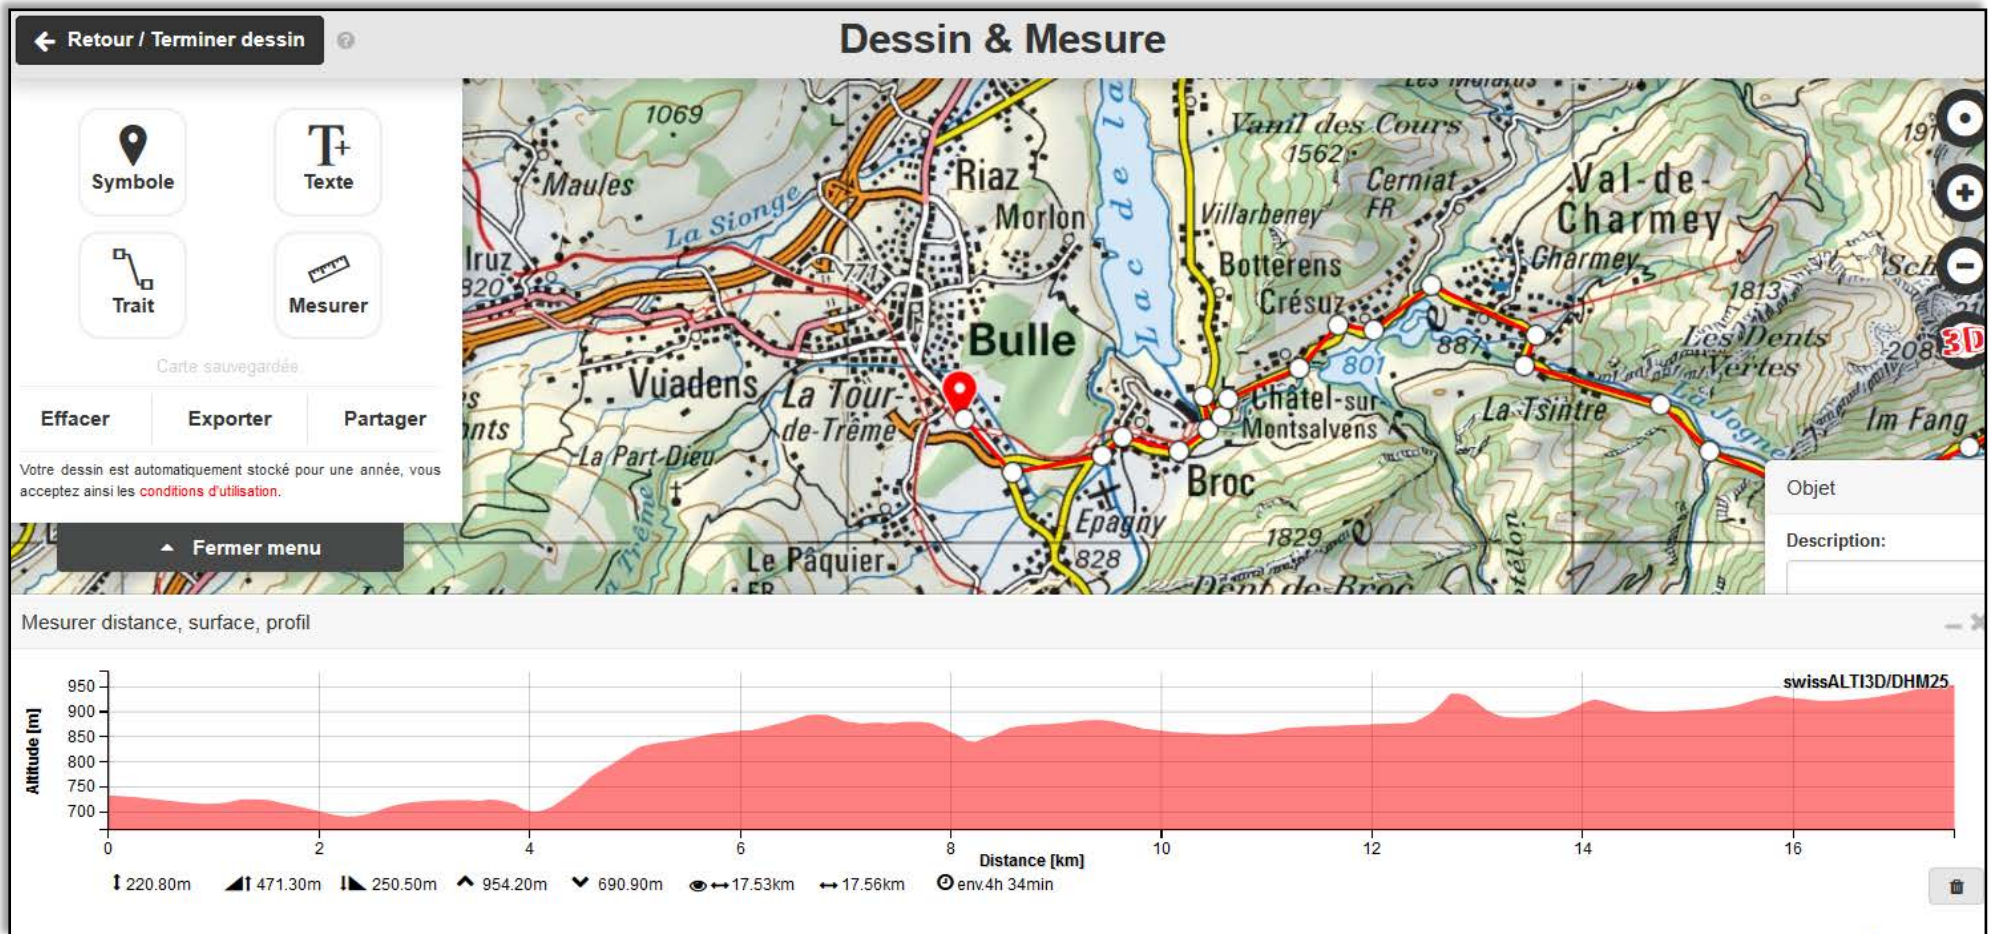 Retour / Terminer dessin
Dessin & Mesure
Symbole
Texte
Trait
Mesurer
Carte sauvegardée
Effacer
Exporter
Partager
Votre dessin est automatiquement stocké pour une année, vous
acceptez ainsi les conditions d'utilisation.
Fermer menu
1069
Maules
La Sionge
Riaz
Morlon
Lac de la
Vanil des Cours
1562
Cerniat
FR
Villarbeney
Botterens
Crésuz
Val-de-
Charmey
Charmey
1813
Les Dents
Vertes
771
820
Bulle
Vuadens
La Tour-
de-Trême
La Part-Dieu
801
887
Châtel-sur-
Montsalvens
La Tsintre
La Jogne
Im Fang
Broc
Epagny
828
1829
Dent de Broc
Le Pâquier
FR
3D
Objet
Description:
Mesurer distance, surface, profil
swissALTI3D/DHM25
Altitude [m]
950
900
850
800
750
700
0 2 4 6 8 10 12 14 16
Distance [km]
220.80m 471.30m 250.50m 954.20m 690.90m 17.53km 17.56km env.4h 34min